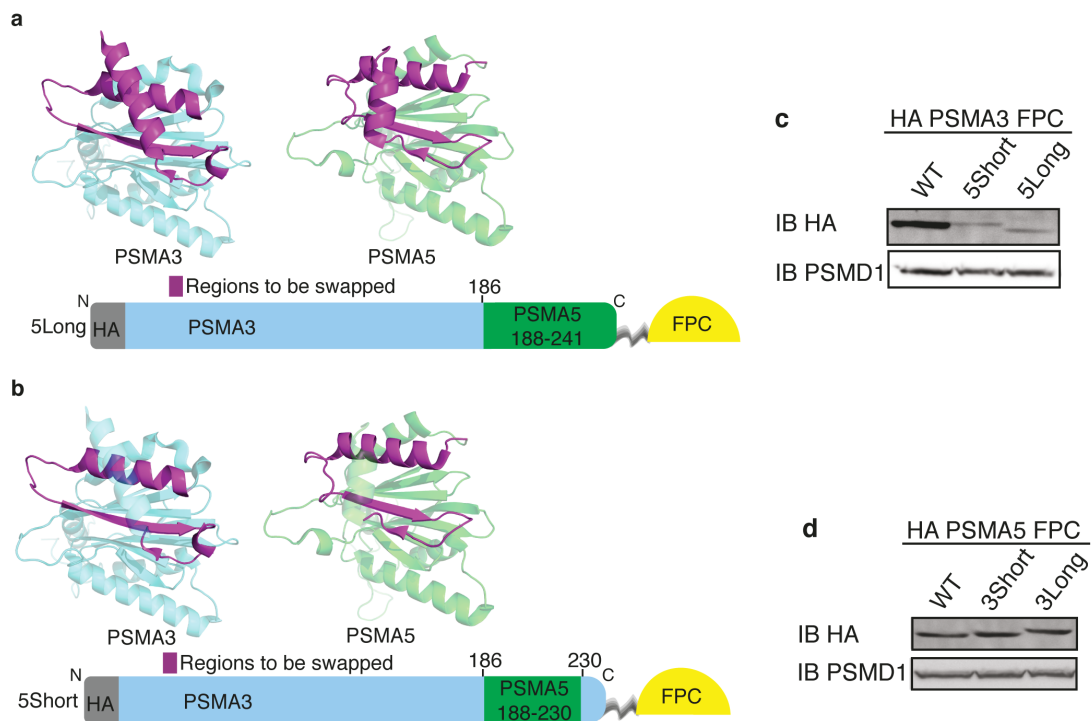 a
PSMA3
PSMA5
Regions to be swapped
186
N
C
5Long
HA
PSMA3
PSMA5
188-241
FPC
b
PSMA3
PSMA5
Regions to be swapped
186
230
N
C
5Short
HA
PSMA3
PSMA5
188-230
FPC
c
HA PSMA3 FPC
WT
5Short
5Long
IB HA
IB PSMD1
d
HA PSMA5 FPC
WT
3Short
3Long
IB HA
IB PSMD1